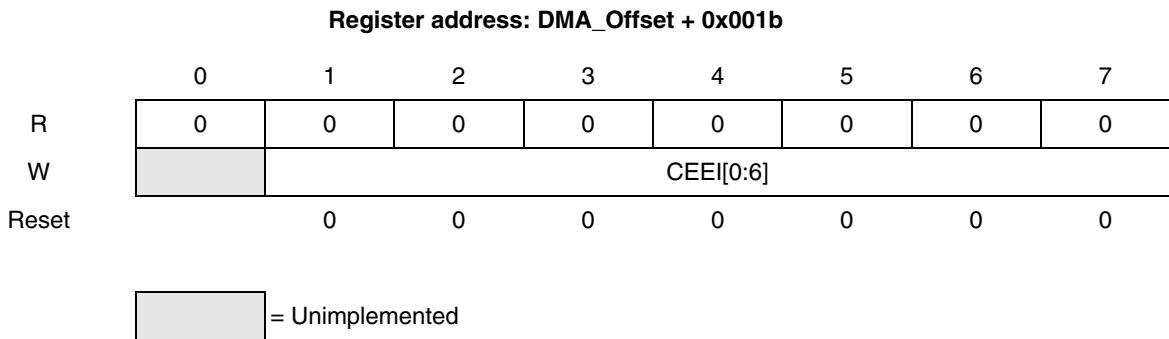 Register address: DMA_Offset + 0x001b
0 1 2 3 4 5 6 7
R 0 0 0 0 0 0 0 0
W CEEI[0:6]
Reset 0 0 0 0 0 0 0
= Unimplemented